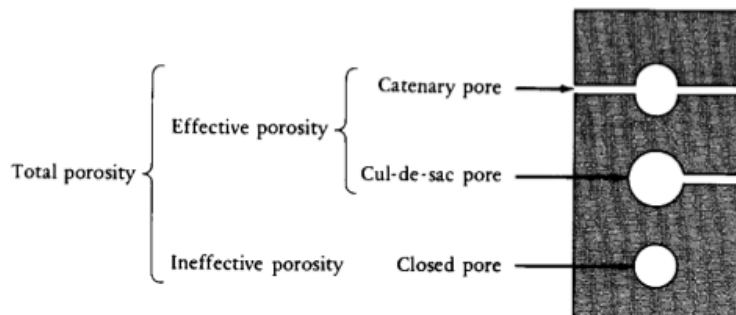 Catenary pore
Effective porosity
Total porosity
Cul-de-sac pore
Ineffective porosity
Closed pore